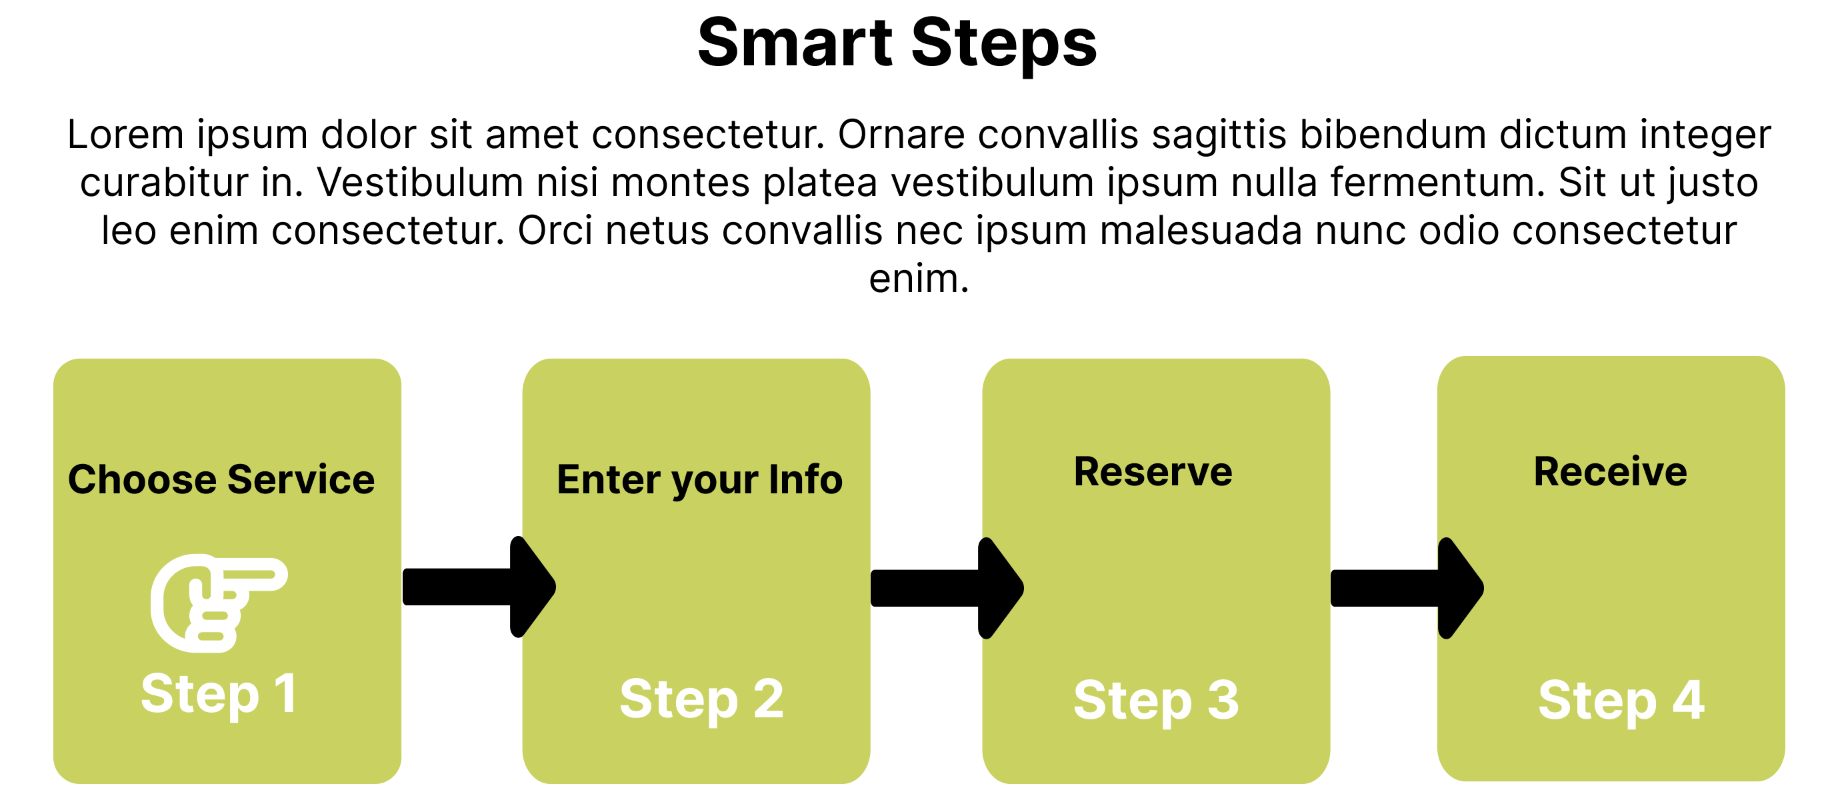 Smart Steps
Lorem ipsum dolor sit amet consectetur. Ornare convallis sagittis bibendum dictum integer
curabitur in. Vestibulum nisi montes platea vestibulum ipsum nulla fermentum. Sit ut justo
leo enim consectetur. Orci netus convallis nec ipsum malesuada nunc odio consectetur
enim.
Choose Service
Step 1
Enter your Info
Step 2
Reserve
Step 3
Receive
Step 4